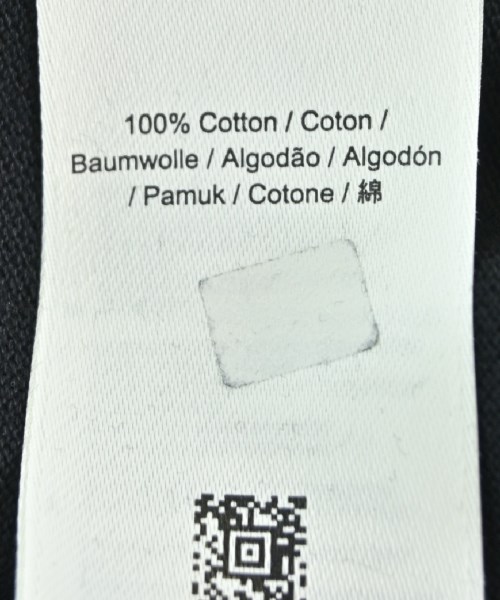 100% Cotton / Coton /
Baumwolle / Algodão / Algodón
/ Pamuk / Cotone / 綿